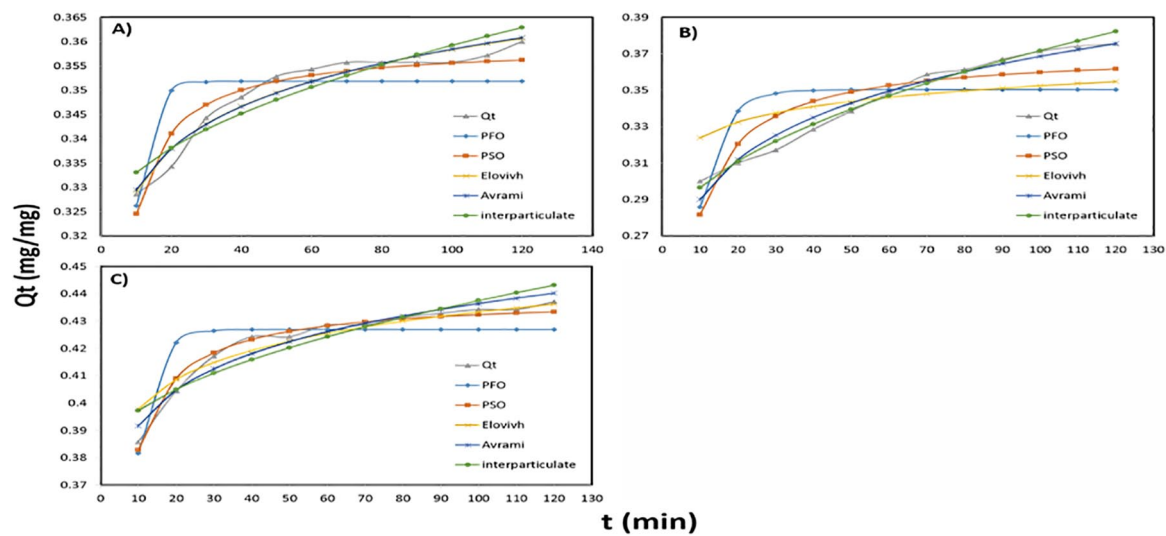 Qt (mg/mg)
A)
0.365
0.36
0.355
0.35
0.345
0.34
0.335
0.33
0.325
0.32
0 20 40 60 80 100 120 140
Qt
PFO
PSO
Elovivh
Avrami
interparticulate
B)
0.39
0.37
0.35
0.33
0.31
0.29
0.27
0 10 20 30 40 50 60 70 80 90 100 110 120 130
Qt
PFO
PSO
Elovivh
Avrami
interparticulate
C)
0.45
0.44
0.43
0.42
0.41
0.4
0.39
0.38
0.37
0 10 20 30 40 50 60 70 80 90 100 110 120 130
Qt
PFO
PSO
Elovivh
Avrami
interparticulate
t (min)